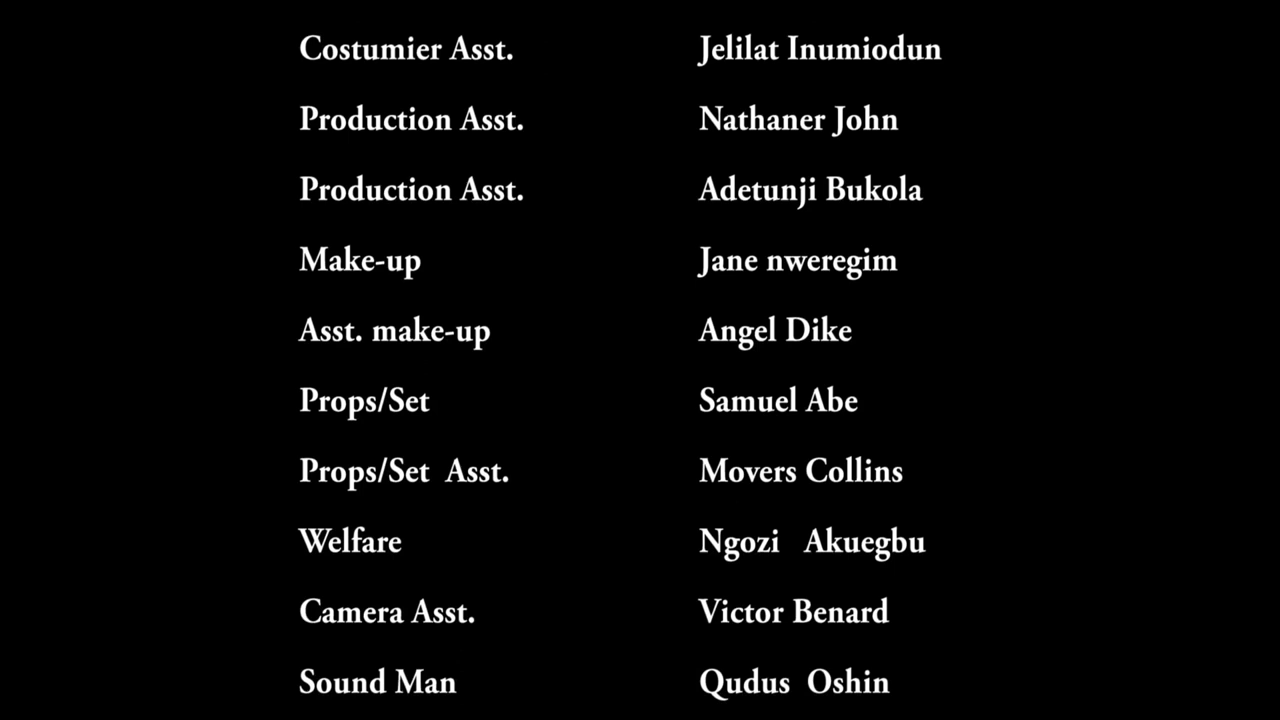 Costumier Asst. Jelilat Inumiodun
Production Asst. Nathaner John
Production Asst. Adetunji Bukola
Make-up Jane nweregim
Asst. make-up Angel Dike
Props/Set Samuel Abe
Props/Set Asst. Movers Collins
Welfare Ngozi Akuegbu
Camera Asst. Victor Benard
Sound Man Qudus Oshin